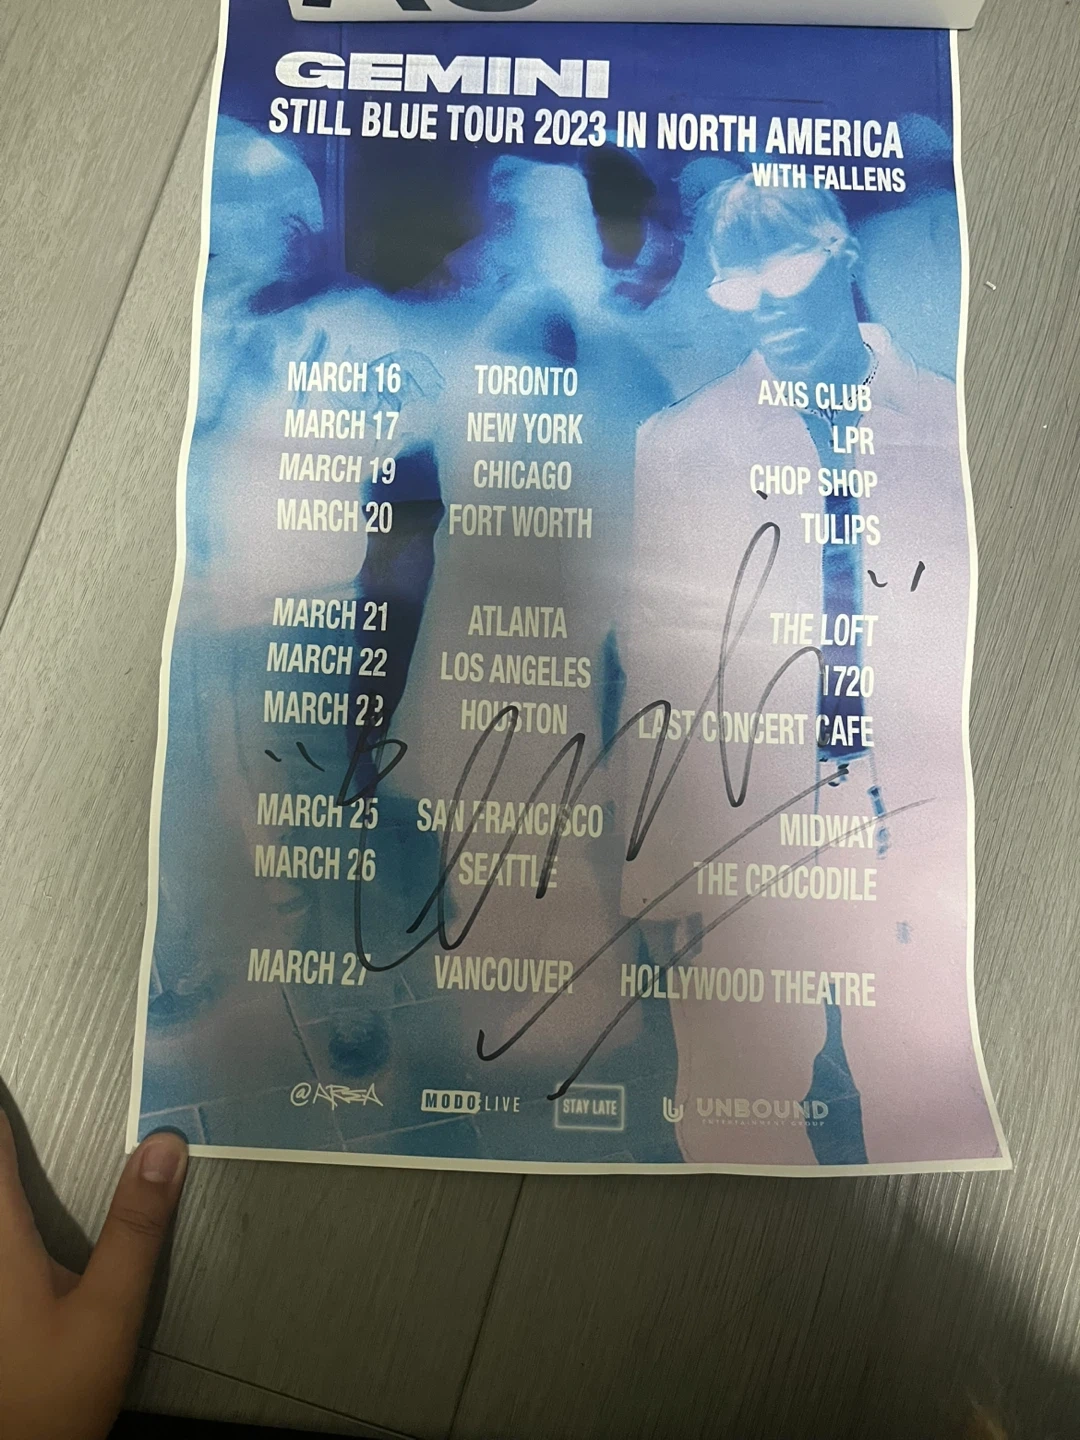 GEMINI
STILL BLUE TOUR 2023 IN NORTH AMERICA
WITH FALLENS
MARCH 16 TORONTO AXIS CLUB
MARCH 17 NEW YORK LPR
MARCH 19 CHICAGO CHOP SHOP
MARCH 20 FORT WORTH TULIPS
MARCH 21 ATLANTA THE LOFT
MARCH 22 LOS ANGELES 1720
MARCH 23 HOUSTON LAST CONCERT CAFE
MARCH 25 SAN FRANCISCO MIDWAY
MARCH 26 SEATTLE THE CROCODILE
MARCH 27 VANCOUVER HOLLYWOOD THEATRE
@AREA MODO LIVE STAY LATE UNBOUND
ENTERTAINMENT GROUP